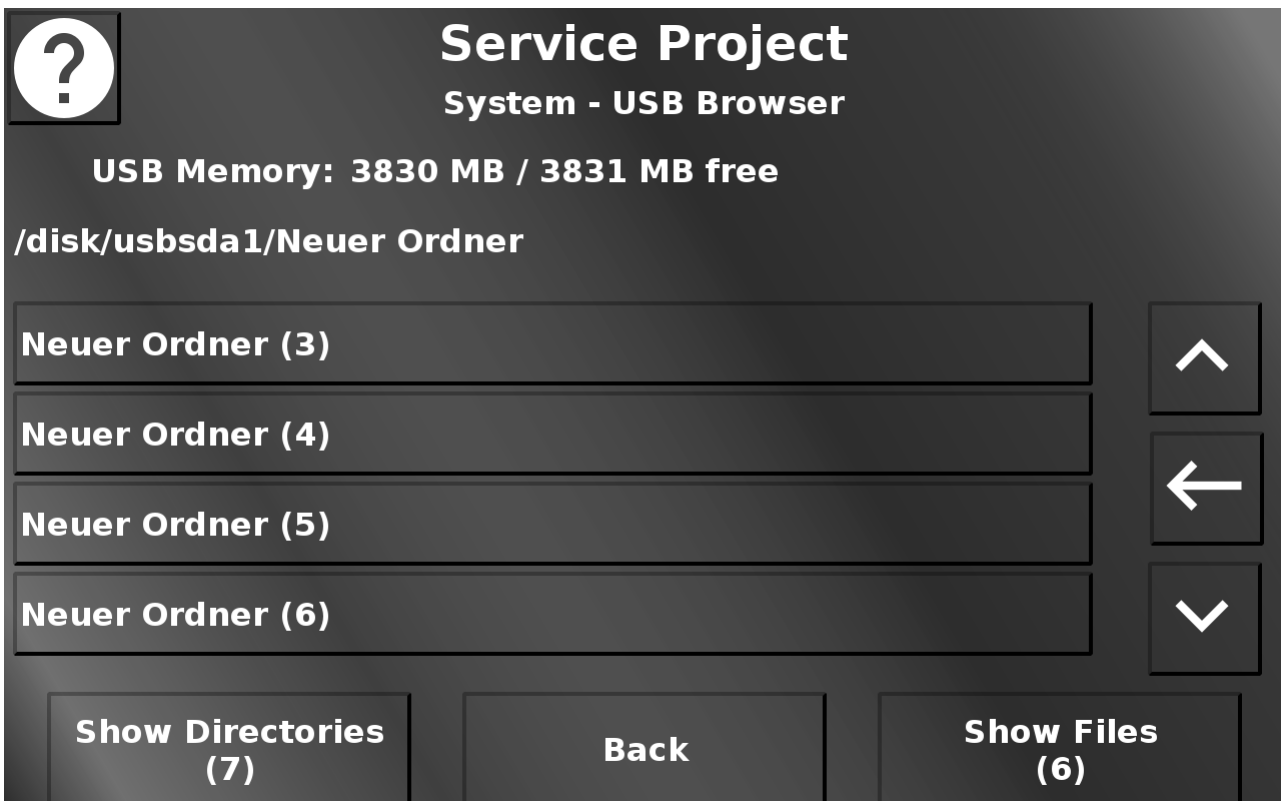 ?
Service Project
System - USB Browser
USB Memory: 3830 MB / 3831 MB free
/disk/usbsda1/Neuer Ordner
Neuer Ordner (3)
Neuer Ordner (4)
Neuer Ordner (5)
Neuer Ordner (6)
Show Directories
(7)
Back
Show Files
(6)